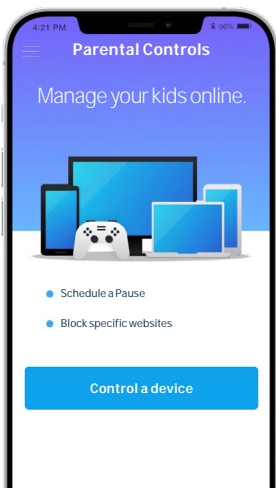 4:21 PM
96%
Parental Controls
Manage your kids online.
Schedule a Pause
Block specific websites
Control a device